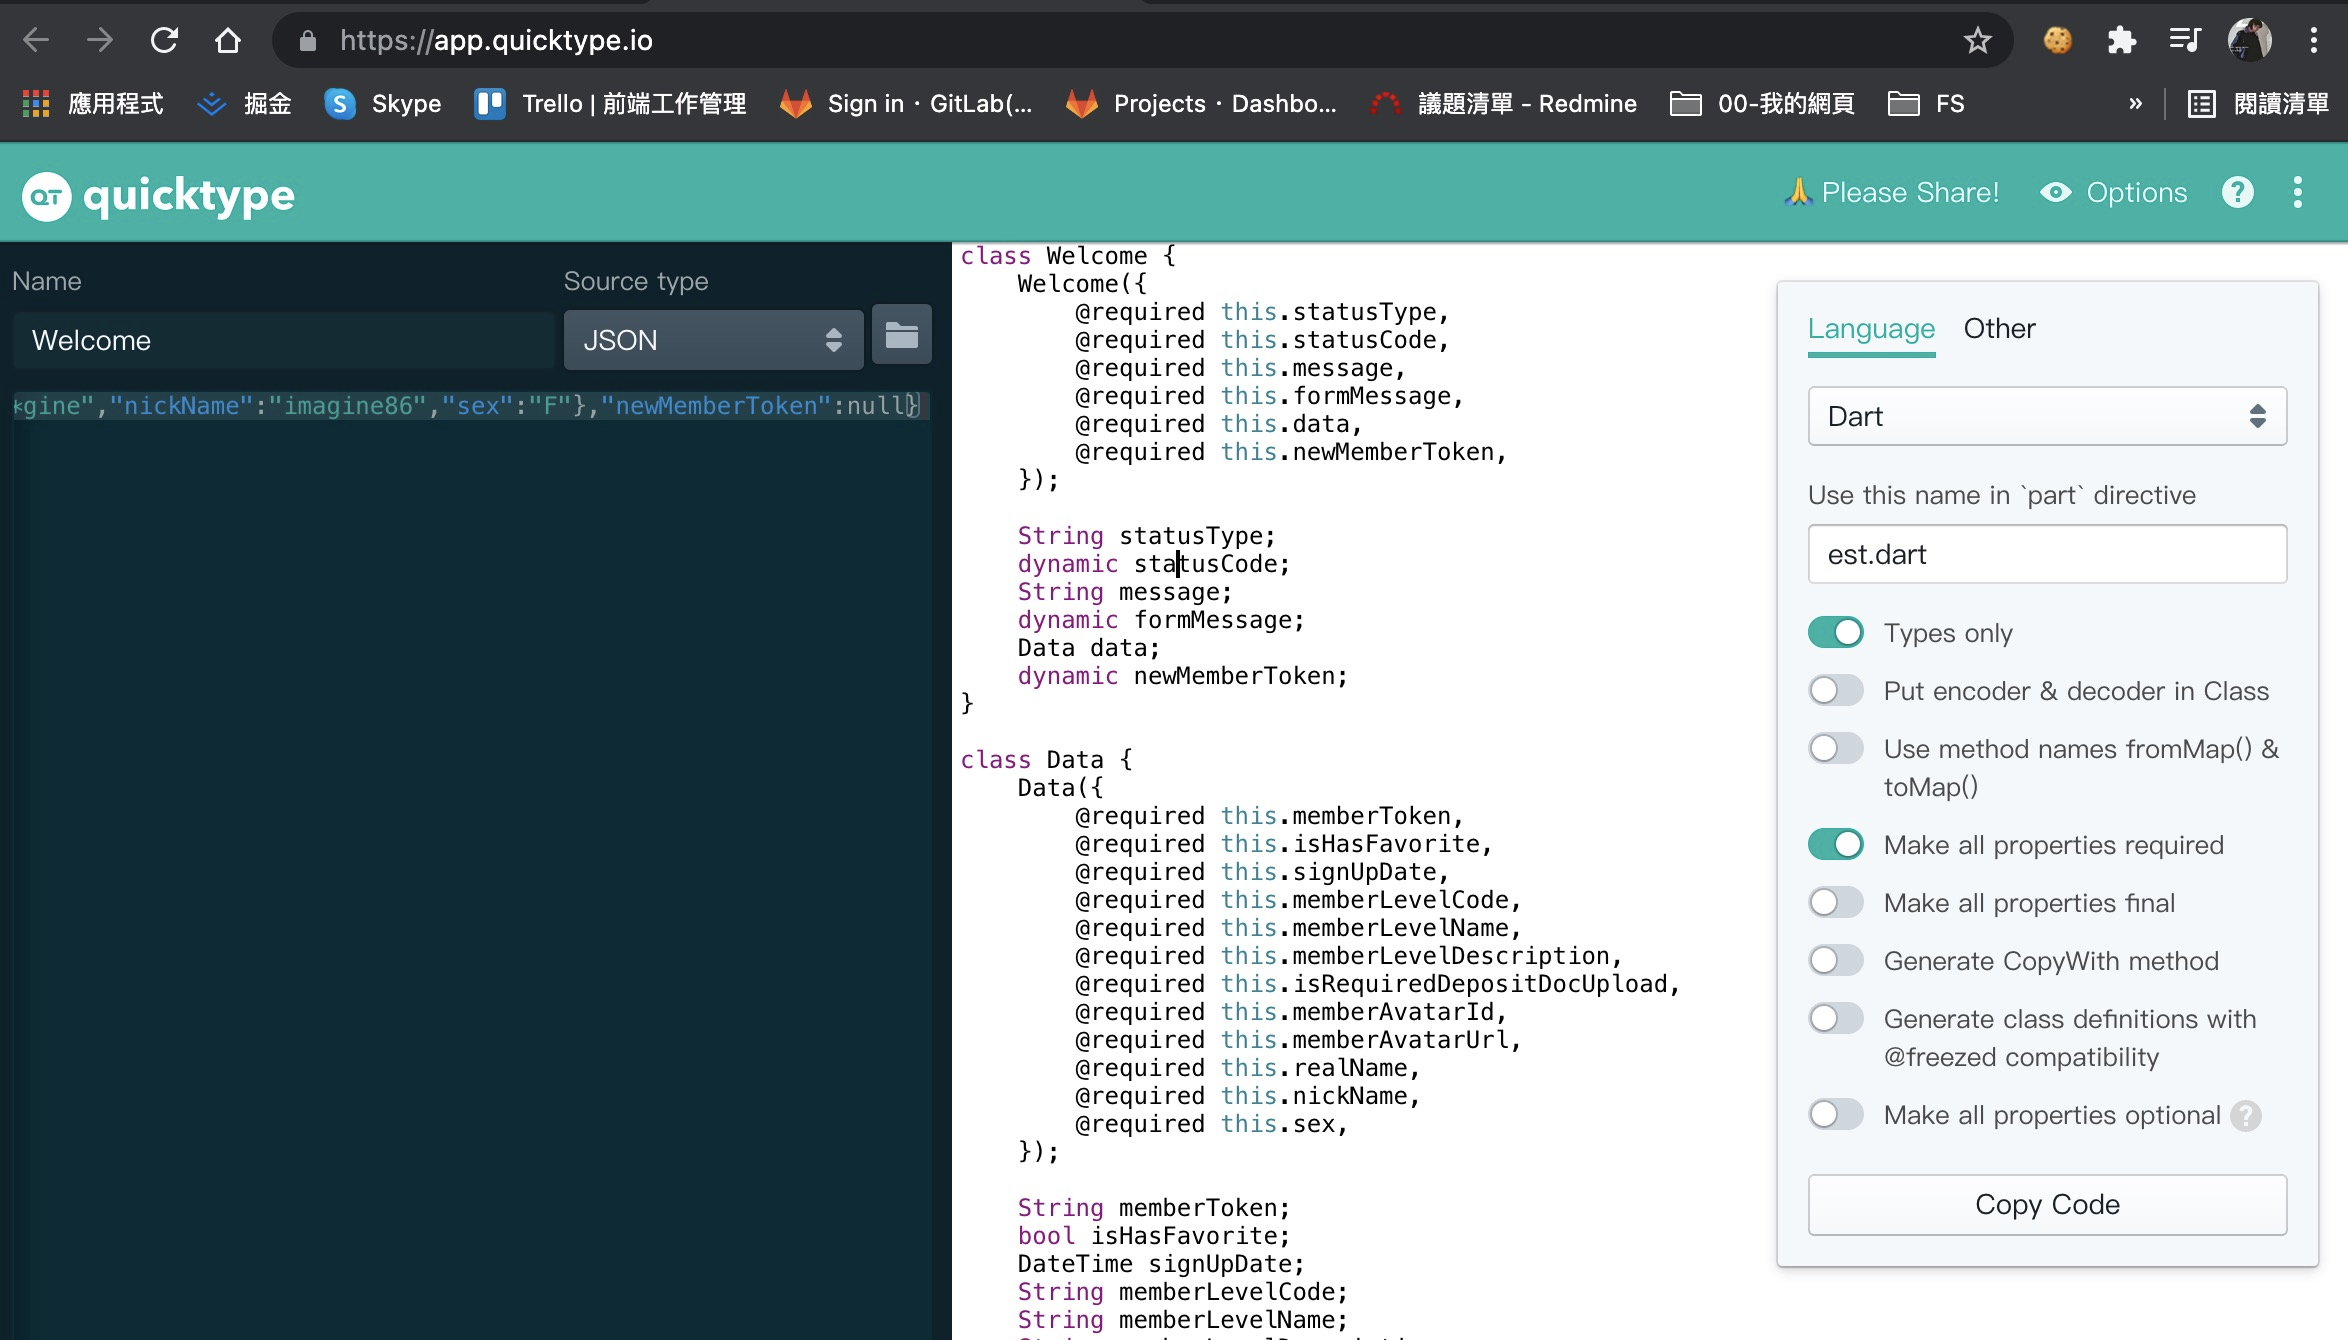 https://app.quicktype.io
應用程式
掘金
S Skype
Trello | 前端工作管理
Sign in · GitLab(...
Projects · Dashbo...
議題清單 - Redmine
00-我的網頁
FS
»
閱讀清單
QT quicktype
🙏 Please Share!
Options
?
Name
Source type
Welcome
JSON
gine","nickName":"imagine86","sex":"F"},"newMemberToken":null}
class Welcome {
Welcome({
@required this.statusType,
@required this.statusCode,
@required this.message,
@required this.formMessage,
@required this.data,
@required this.newMemberToken,
});
String statusType;
dynamic statusCode;
String message;
dynamic formMessage;
Data data;
dynamic newMemberToken;
}
class Data {
Data({
@required this.memberToken,
@required this.isHasFavorite,
@required this.signUpDate,
@required this.memberLevelCode,
@required this.memberLevelName,
@required this.memberLevelDescription,
@required this.isRequiredDepositDocUpload,
@required this.memberAvatarId,
@required this.memberAvatarUrl,
@required this.realName,
@required this.nickName,
@required this.sex,
});
String memberToken;
bool isHasFavorite;
DateTime signUpDate;
String memberLevelCode;
String memberLevelName;
Language
Other
Dart
Use this name in `part` directive
est.dart
Types only
Put encoder & decoder in Class
Use method names fromMap() &
toMap()
Make all properties required
Make all properties final
Generate CopyWith method
Generate class definitions with
@freezed compatibility
Make all properties optional ?
Copy Code